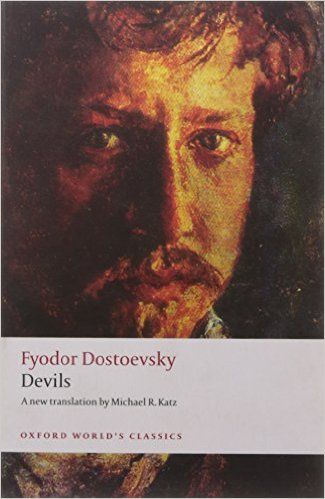 Fyodor Dostoevsky
Devils
A new translation by Michael R. Katz
OXFORD WORLD'S CLASSICS